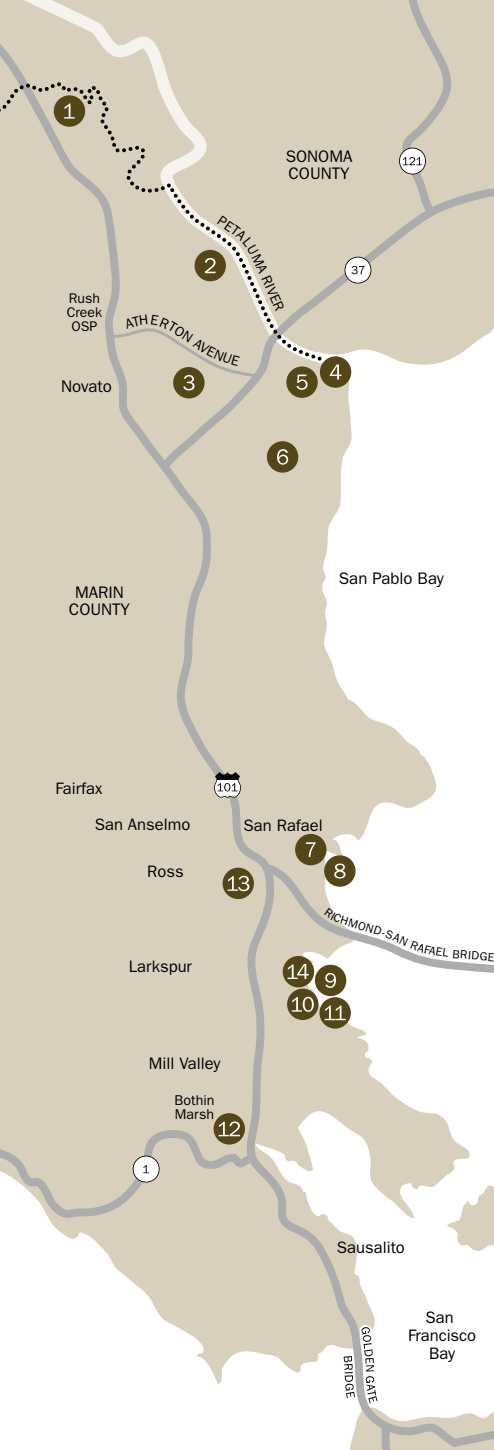 1
SONOMA
COUNTY
121
PETALUMA RIVER
2
37
Rush
Creek
OSP
ATHERTON AVENUE
4
5
3
Novato
6
San Pablo Bay
MARIN
COUNTY
101
Fairfax
San Anselmo
San Rafael
7
8
Ross
13
RICHMOND-SAN RAFAEL BRIDGE
Larkspur
14
9
10
11
Mill Valley
Bothin
Marsh
12
1
Sausalito
San
Francisco
Bay
GOLDEN GATE
BRIDGE